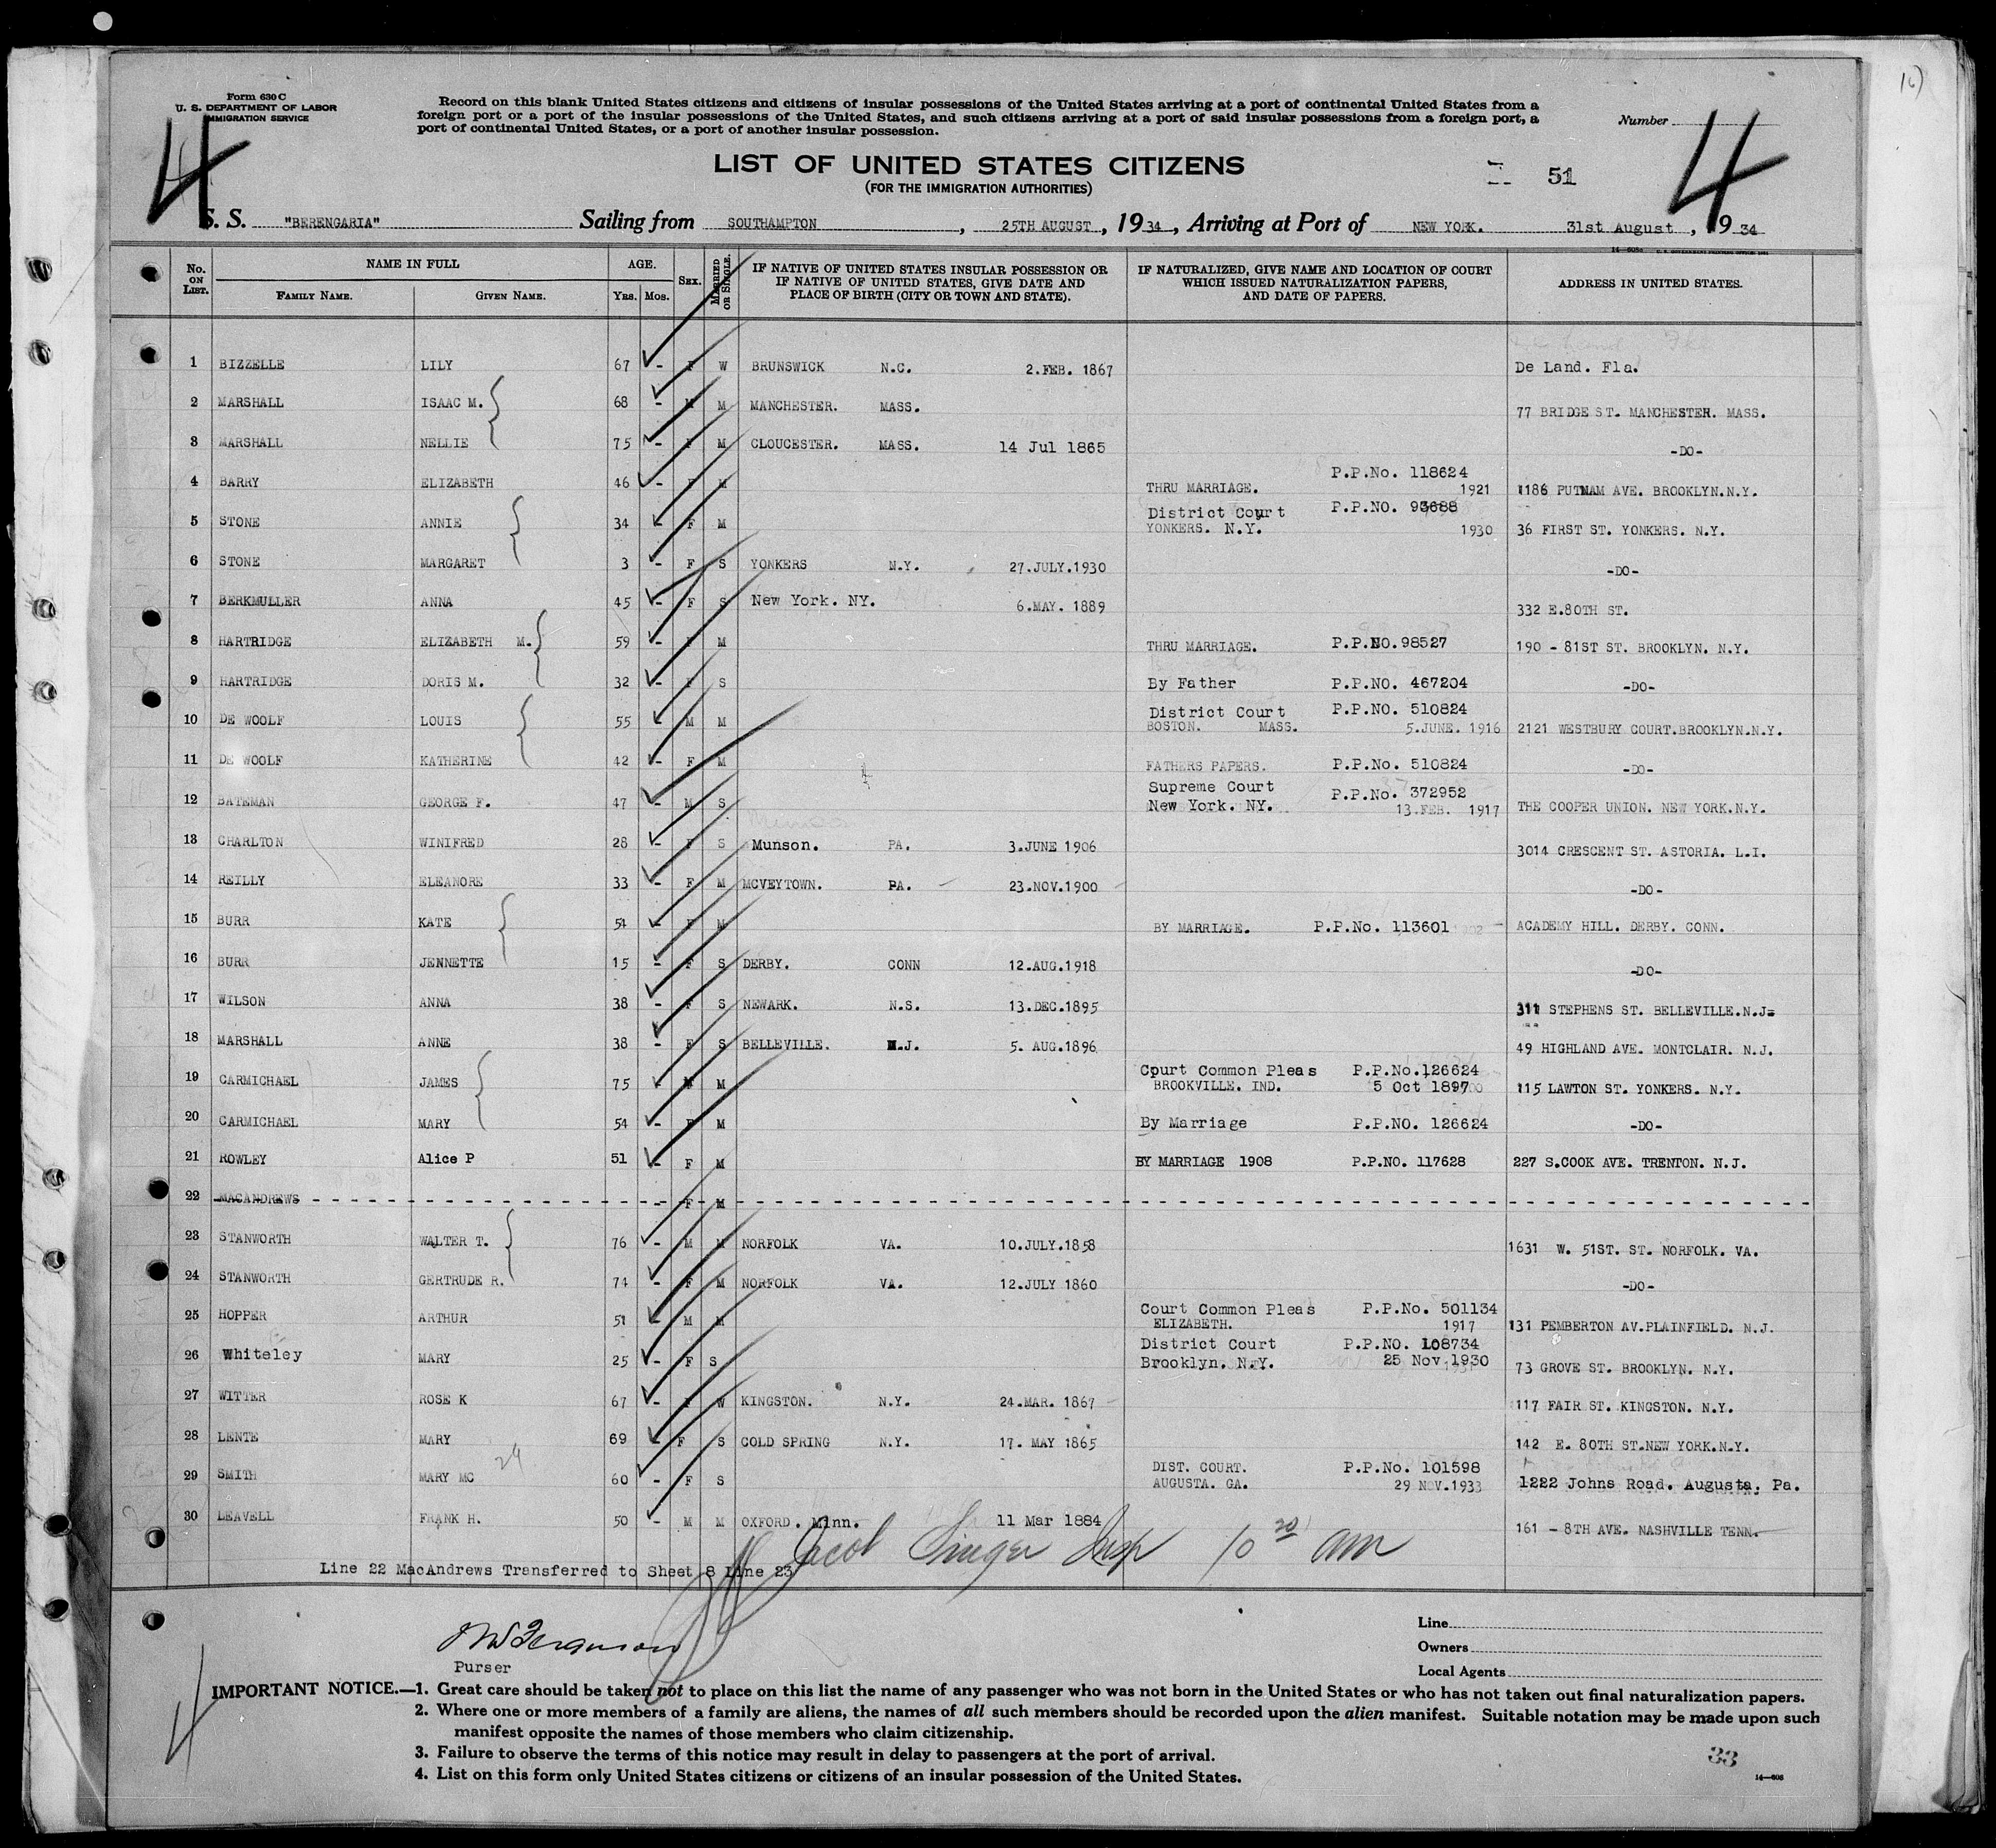 16)
Form 630 C
U. S. DEPARTMENT OF LABOR
IMMIGRATION SERVICE
Record on this blank United States citizens and citizens of insular possessions of the United States arriving at a port of continental United States from a
foreign port or a port of the insular possessions of the United States, and such citizens arriving at a port of said insular possessions from a foreign port, a
port of continental United States, or a port of another insular possession.
Number
4 4
LIST OF UNITED STATES CITIZENS
(FOR THE IMMIGRATION AUTHORITIES)
51
S. S. "BERENGARIA" Sailing from SOUTHAMPTON, 25TH AUGUST, 1934, Arriving at Port of NEW YORK. 31st August, 1934
No. ON LIST. NAME IN FULL FAMILY NAME. GIVEN NAME. AGE. YRS. MOS. SEX. MARRIED OR SINGLE. IF NATIVE OF UNITED STATES INSULAR POSSESSION OR IF NATIVE OF UNITED STATES, GIVE DATE AND PLACE OF BIRTH (CITY OR TOWN AND STATE). IF NATURALIZED, GIVE NAME AND LOCATION OF COURT WHICH ISSUED NATURALIZATION PAPERS, AND DATE OF PAPERS. ADDRESS IN UNITED STATES.
1 BIZZELLE LILY 67 - F W BRUNSWICK N.C. 2.FEB. 1867 De Land. Fla.
2 MARSHALL ISAAC M. 68 - M M MANCHESTER. MASS. 77 BRIDGE ST. MANCHESTER. MASS.
3 MARSHALL NELLIE 75 - F M CLOUCESTER. MASS. 14 Jul 1865 -DO-
4 BARRY ELIZABETH 46 - F M THRU MARRIAGE. P.P.No. 118624 1921 1186 PUTNAM AVE. BROOKLYN.N.Y.
5 STONE ANNIE 34 F M District Court YONKERS. N.Y. P.P.NO. 93688 1930 36 FIRST ST. YONKERS. N.Y.
6 STONE MARGARET 3 - F S YONKERS N.Y. 27.JULY.1930 -DO-
7 BERKMULLER ANNA 45 - F S New York. NY. 6.MAY. 1889 332 E.80TH ST.
8 HARTRIDGE ELIZABETH M. 59 - F M THRU MARRIAGE. P.P.NO.98527 190 - 81ST ST. BROOKLYN. N.Y.
9 HARTRIDGE DORIS M. 32 - F S By Father P.P.NO. 467204 -DO-
10 DE WOOLF LOUIS 55 - M M District Court BOSTON. MASS. P.P.NO. 510824 5.JUNE. 1916 2121 WESTBURY COURT.BROOKLYN.N.Y.
11 DE WOOLF KATHERINE 42 - F M FATHERS PAPERS. P.P.No. 510824 -DO-
12 BATEMAN GEORGE F. 47 - M S Supreme Court New York. NY. P.P.No. 372952 13.FEB. 1917 THE COOPER UNION. NEW YORK.N.Y.
13 CHARLTON WINIFRED 28 - F S Munson. PA. 3.JUNE 1906 3014 CRESCENT ST. ASTORIA. L.I.
14 REILLY ELEANORE 33 - F M MCVEYTOWN. PA. 23.NOV.1900 -DO-
15 BURR KATE 54 - F M BY MARRIAGE. P.P.No. 113601 ACADEMY HILL. DERBY. CONN.
16 BURR JENNETTE 15 - F S DERBY. CONN 12.AUG.1918 -DO-
17 WILSON ANNA 38 - F S NEWARK. N.S. 13.DEC.1895 311 STEPHENS ST. BELLEVILLE.N.J.
18 MARSHALL ANNE 38 - F S BELLEVILLE. N.J. 5. AUG.1896 49 HIGHLAND AVE. MONTCLAIR. N.J.
19 CARMICHAEL JAMES 75 - M M Court Common Pleas BROOKVILLE. IND. P.P.No.126624 5 Oct 1897 115 LAWTON ST. YONKERS. N.Y.
20 CARMICHAEL MARY 54 - F M By Marriage P.P.NO. 126624 -DO-
21 ROWLEY Alice P 51 - F M BY MARRIAGE 1908 P.P.NO. 117628 227 S.COOK AVE. TRENTON. N.J.
22 MACANDREWS - F M
23 STANWORTH WALTER T. 76 - M M NORFOLK VA. 10.JULY.1858 1631 W. 51ST. ST. NORFOLK. VA.
24 STANWORTH GERTRUDE R. 74 - F M NORFOLK VA. 12.JULY 1860 -DO-
25 HOPPER ARTHUR 51 - M M Court Common Pleas ELIZABETH. P.P.No. 501134 1917 131 PEMBERTON AV.PLAINFIELD. N.J.
26 Whiteley MARY 25 - F S District Court Brooklyn. N.Y. P.P.NO. 108734 25 Nov 1930 73 GROVE ST. BROOKLYN. N.Y.
27 WITTER ROSE K 67 - F W KINGSTON. N.Y. 24.MAR. 1867 117 FAIR ST. KINGSTON. N.Y.
28 LENTE MARY 69 - F S COLD SPRING N.Y. 17. MAY 1865 142 E. 80TH ST.NEW YORK.N.Y.
29 SMITH MARY MC 24 60 - F S DIST. COURT. AUGUSTA. GA. P.P.No. 101598 29 NOV.1933 1222 Johns Road. Augusta. Pa.
30 LEAVELL FRANK H. 50 - M M OXFORD. Minn. 11 Mar 1884 161 - 8TH AVE. NASHVILLE TENN.
Jacob Singer Insp 10 20 am
Line 22 MacAndrews Transferred to Sheet 8 Line 23
Purser
Line
Owners
Local Agents
IMPORTANT NOTICE.—1. Great care should be taken not to place on this list the name of any passenger who was not born in the United States or who has not taken out final naturalization papers.
2. Where one or more members of a family are aliens, the names of all such members should be recorded upon the alien manifest. Suitable notation may be made upon such
manifest opposite the names of those members who claim citizenship.
3. Failure to observe the terms of this notice may result in delay to passengers at the port of arrival.
4. List on this form only United States citizens or citizens of an insular possession of the United States.
33
14—608